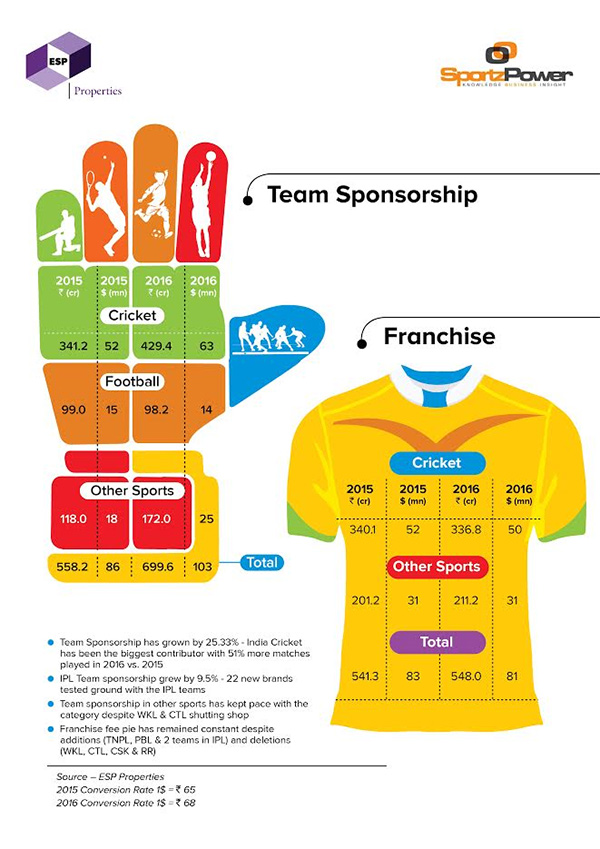 ESP
Properties
SportzPower
KNOWLEDGE BUSINESS INSIGHT
Team Sponsorship
2015 2015 2016 2016
₹ (cr) $ (mn) ₹ (cr) $ (mn)
Cricket
341.2 52 429.4 63
Football
99.0 15 98.2 14
Other Sports
118.0 18 172.0 25
558.2 86 699.6 103 Total
Franchise
Cricket
2015 2015 2016 2016
₹ (cr) $ (mn) ₹ (cr) $ (mn)
340.1 52 336.8 50
Other Sports
201.2 31 211.2 31
Total
541.3 83 548.0 81
Team Sponsorship has grown by 25.33% - India Cricket
has been the biggest contributor with 51% more matches
played in 2016 vs. 2015
IPL Team sponsorship grew by 9.5% - 22 new brands
tested ground with the IPL teams
Team sponsorship in other sports has kept pace with the
category despite WKL & CTL shutting shop
Franchise fee pie has remained constant despite
additions (TNPL, PBL & 2 teams in IPL) and deletions
(WKL, CTL, CSK & RR)
Source – ESP Properties
2015 Conversion Rate 1$ = ₹ 65
2016 Conversion Rate 1$ = ₹ 68